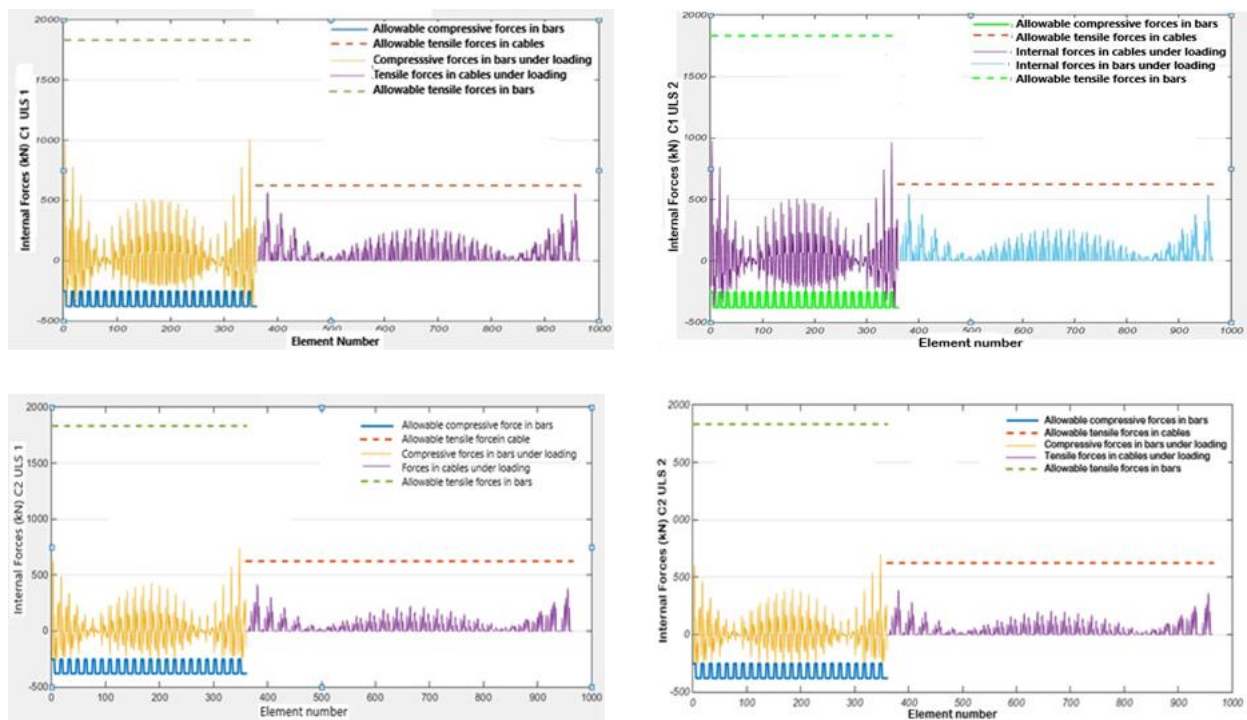 2000
1500
1000
500
0
-500
Internal Forces (kN) C1 ULS 1
Allowable compressive forces in bars
Allowable tensile forces in cables
Compresssive forces in bars under loading
Tensile forces in cables under loading
Allowable tensile forces in bars
0 100 200 300 400 500 600 700 800 900 1000
Element Number
2000
1500
1000
500
0
-500
Internal Forces (kN) C1 ULS 2
Allowable compressive forces in bars
Allowable tensile forces in cables
Internal forces in cables under loading
Internal forces in bars under loading
Allowable tensile forces in bars
0 100 200 300 400 500 600 700 800 900 1000
Element number
2000
1500
1000
500
0
-500
Internal Forces (kN) C2 ULS 1
Allowable compressive force in bars
Allowable tensile forcein cable
Compressive forces in bars under loading
Forces in cables under loading
Allowable tensile forces in bars
0 100 200 300 400 500 600 700 800 900 1000
Element number
2000
500
000
500
0
-500
Internal Forces (kN) C2 ULS 2
Allowable compressive forces in bars
Allowable tensile forces in cables
Compressive forces in bars under loading
Tensile forces in cables under loading
Allowable tensile forces in bars
0 100 200 300 400 500 600 700 800 900 1000
Element number